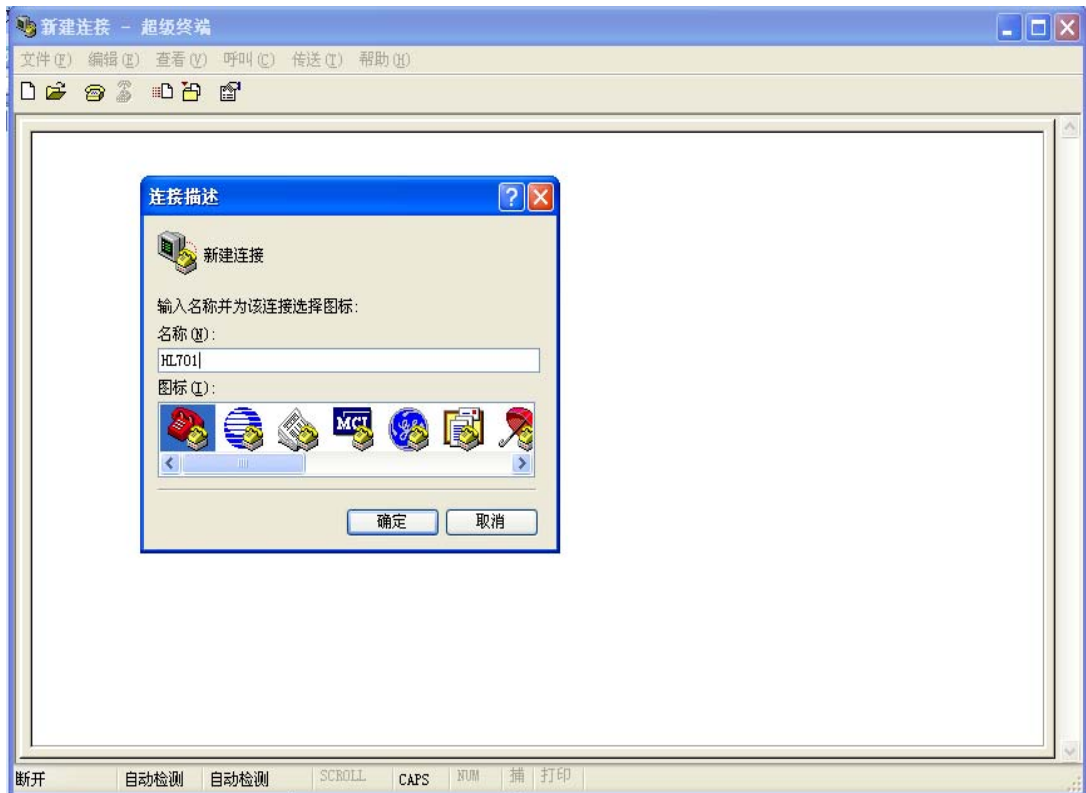 新建连接 - 超级终端
文件(F) 编辑(E) 查看(V) 呼叫(C) 传送(T) 帮助(H)
连接描述
新建连接
输入名称并为该连接选择图标:
名称(N):
HL701
图标(I):
MCI
确定 取消
断开 自动检测 自动检测 SCROLL CAPS NUM 捕 打印